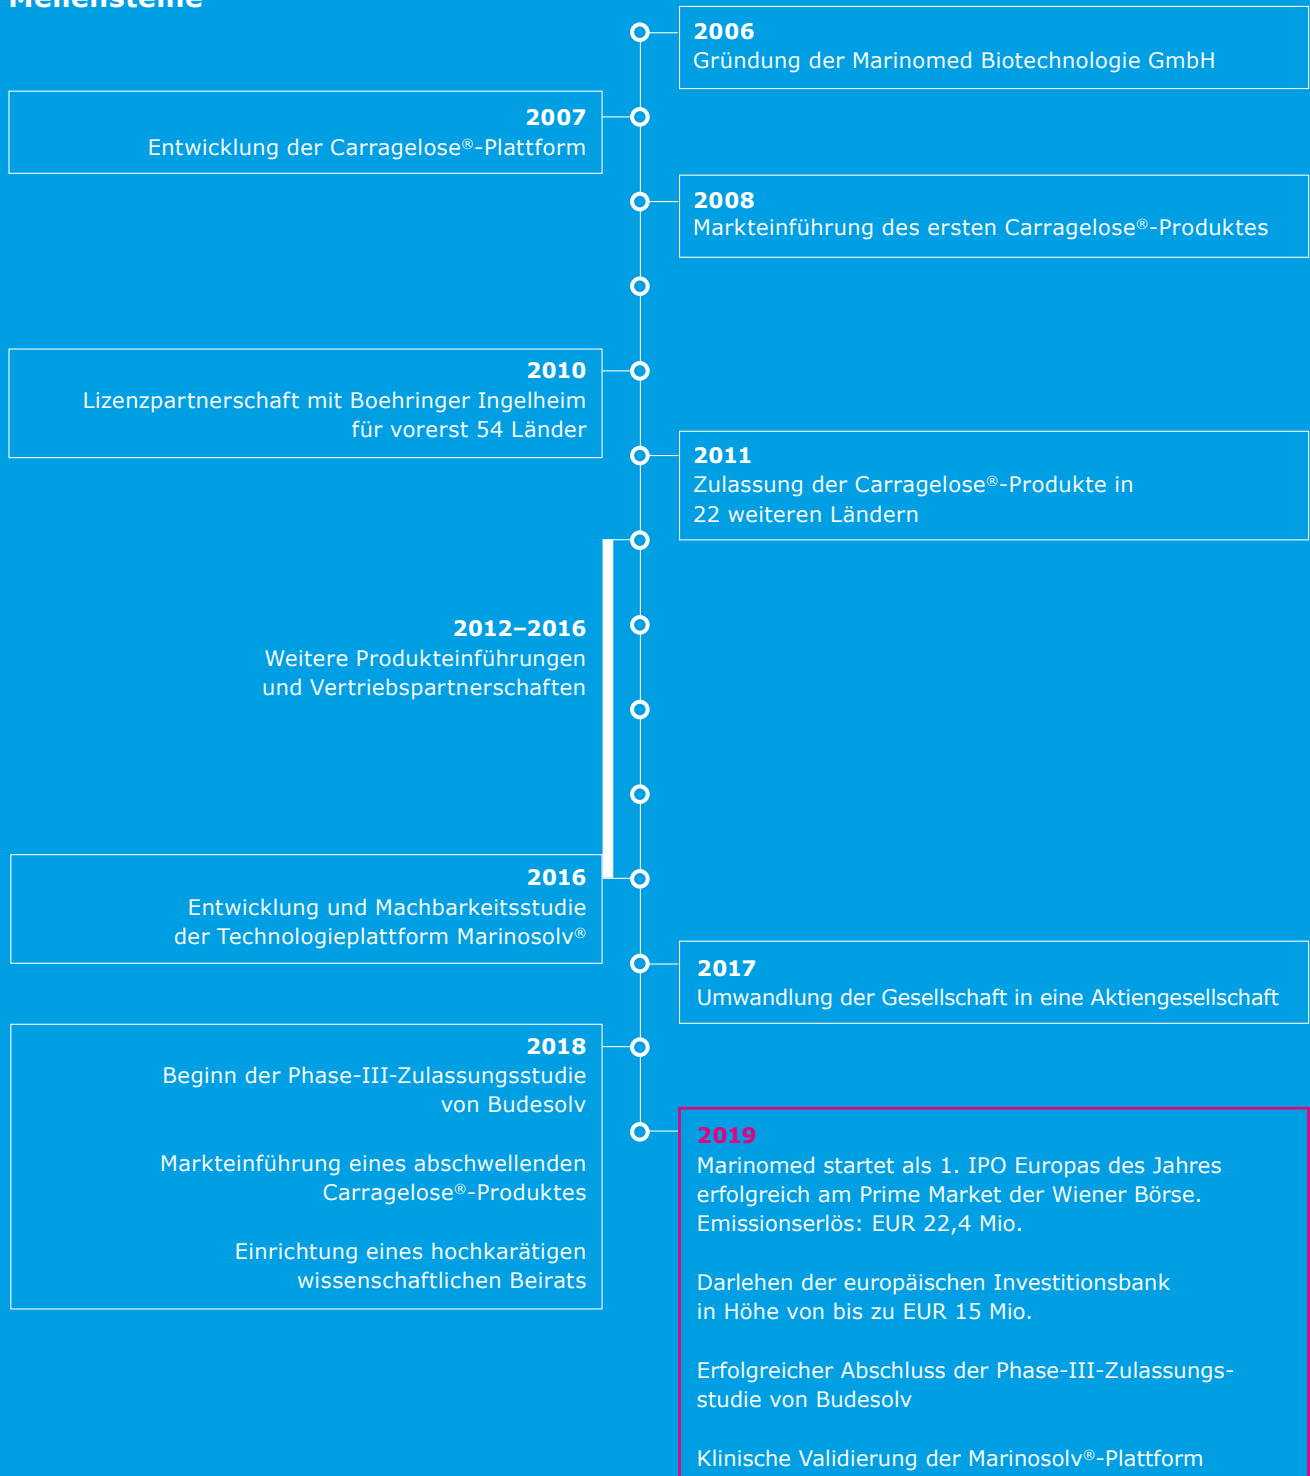 Meilensteine
2006
Gründung der Marinomed Biotechnologie GmbH
2007
Entwicklung der Carragelose®-Plattform
2008
Markteinführung des ersten Carragelose®-Produktes
2010
Lizenzpartnerschaft mit Boehringer Ingelheim
für vorerst 54 Länder
2011
Zulassung der Carragelose®-Produkte in
22 weiteren Ländern
2012–2016
Weitere Produkteinführungen
und Vertriebspartnerschaften
2016
Entwicklung und Machbarkeitsstudie
der Technologieplattform Marinosolv®
2017
Umwandlung der Gesellschaft in eine Aktiengesellschaft
2018
Beginn der Phase-III-Zulassungsstudie
von Budesolv
Markteinführung eines abschwellenden
Carragelose®-Produktes
Einrichtung eines hochkarätigen
wissenschaftlichen Beirats
2019
Marinomed startet als 1. IPO Europas des Jahres
erfolgreich am Prime Market der Wiener Börse.
Emissionserlös: EUR 22,4 Mio.
Darlehen der europäischen Investitionsbank
in Höhe von bis zu EUR 15 Mio.
Erfolgreicher Abschluss der Phase-III-Zulassungs-
studie von Budesolv
Klinische Validierung der Marinosolv®-Plattform